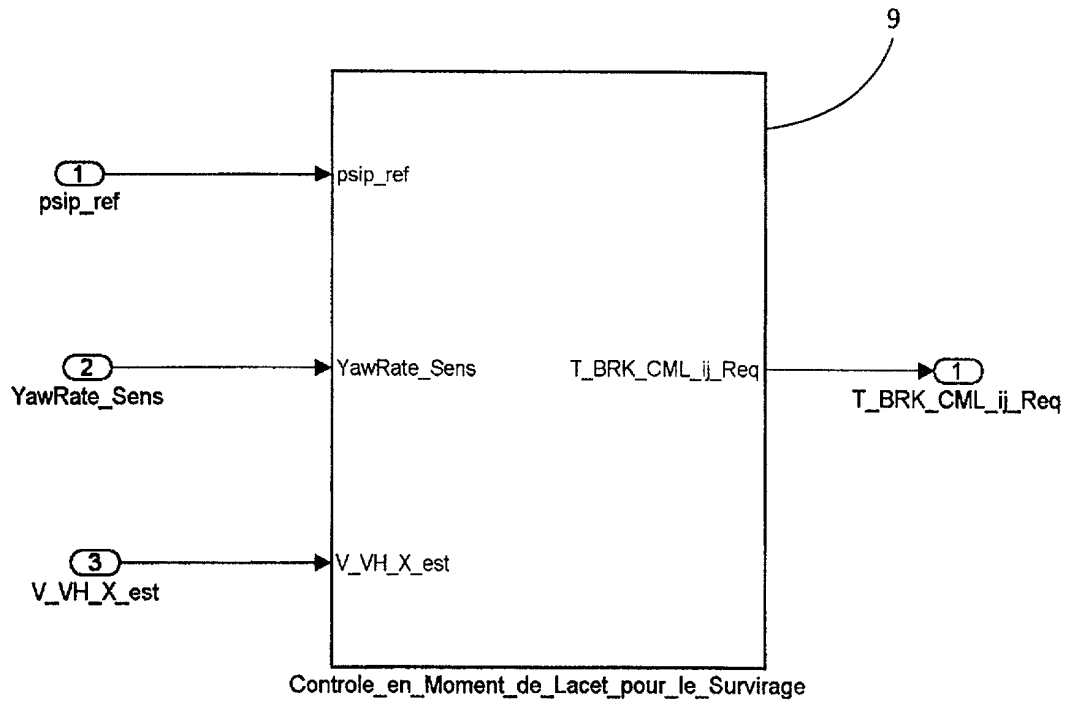 9
1
psip_ref
psip_ref
2
YawRate_Sens
YawRate_Sens
T_BRK_CML_ij_Req
1
T_BRK_CML_ij_Req
3
V_VH_X_est
V_VH_X_est
Controle_en_Moment_de_Lacet_pour_le_Survirage